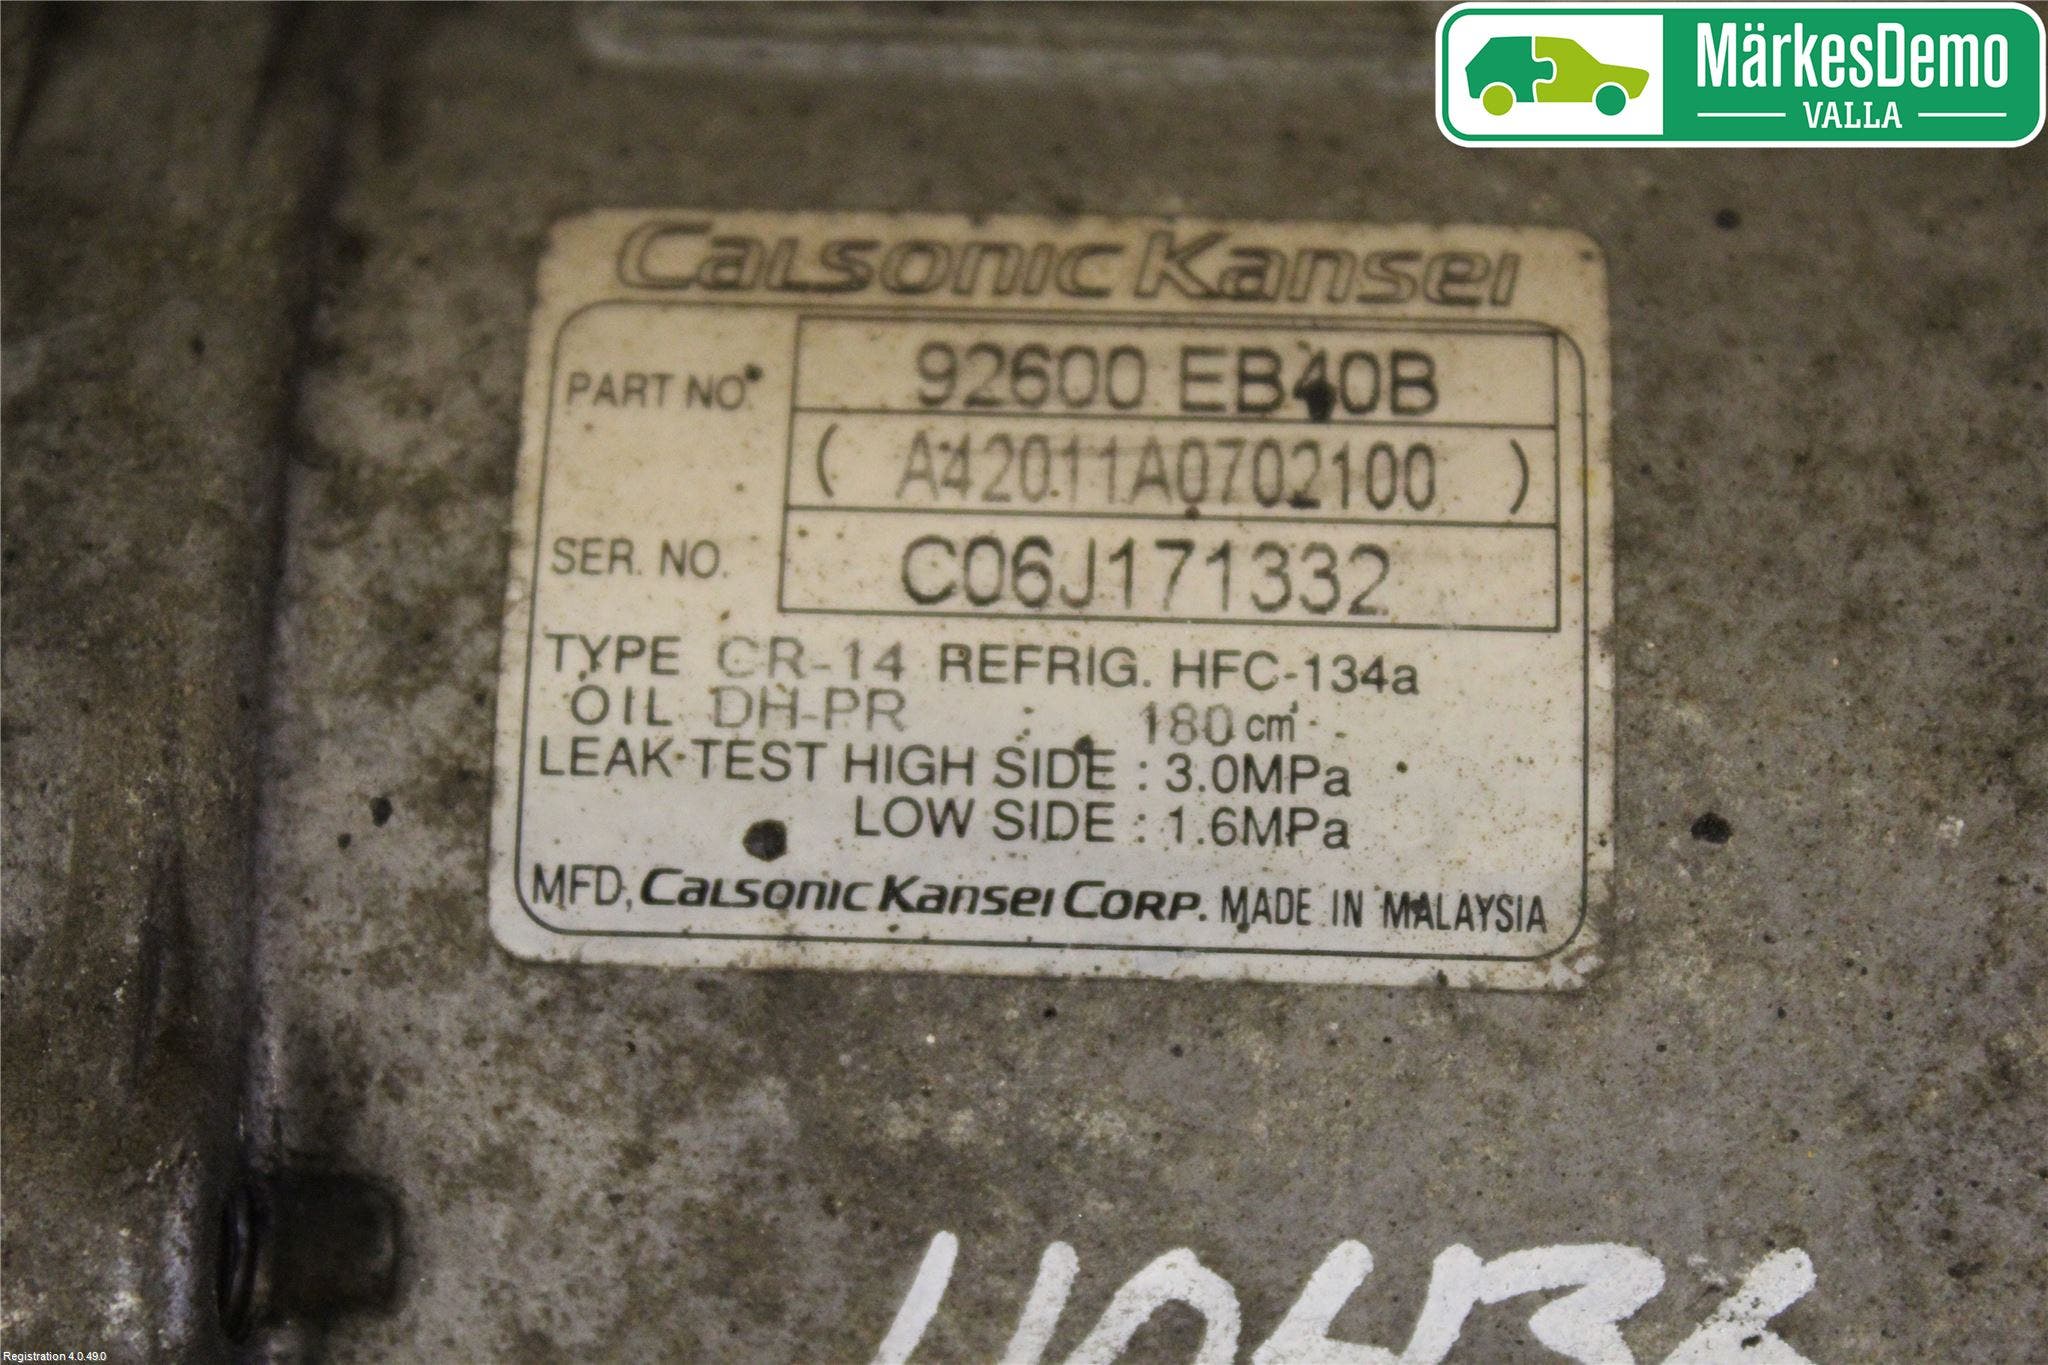 MärkesDemo
VALLA
Calsonic Kansei
PART NO. 92600 EB40B
( A42011A0702100 )
SER. NO. C06J171332
TYPE CR-14 REFRIG. HFC-134a
OIL DH-PR : 180 cm³
LEAK TEST HIGH SIDE : 3.0MPa
LOW SIDE : 1.6MPa
MFD, Calsonic Kansei Corp. MADE IN MALAYSIA
Registration 4.0.49.0